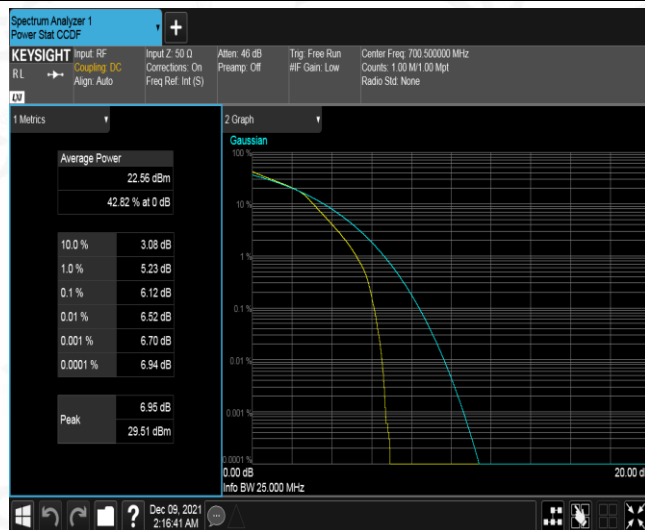 Spectrum Analyzer 1
Power Stat CCDF
+
KEYSIGHT
RL
LXI
Input: RF
Coupling: DC
Align: Auto
Input Z: 50 Ω
Corrections: On
Freq Ref: Int (S)
Atten: 46 dB
Preamp: Off
Trig: Free Run
#IF Gain: Low
Center Freq: 700.500000 MHz
Counts: 1.00 M/1.00 Mpt
Radio Std: None
1 Metrics
Average Power
22.56 dBm
42.82 % at 0 dB
10.0 % 3.08 dB
1.0 % 5.23 dB
0.1 % 6.12 dB
0.01 % 6.52 dB
0.001 % 6.70 dB
0.0001 % 6.94 dB
Peak
6.95 dB
29.51 dBm
2 Graph
Gaussian
100 %
10 %
1 %
0.1 %
0.01 %
0.001 %
0.0001 %
0.00 dB
20.00 d
Info BW 25.000 MHz
?
Dec 09, 2021
2:16:41 AM